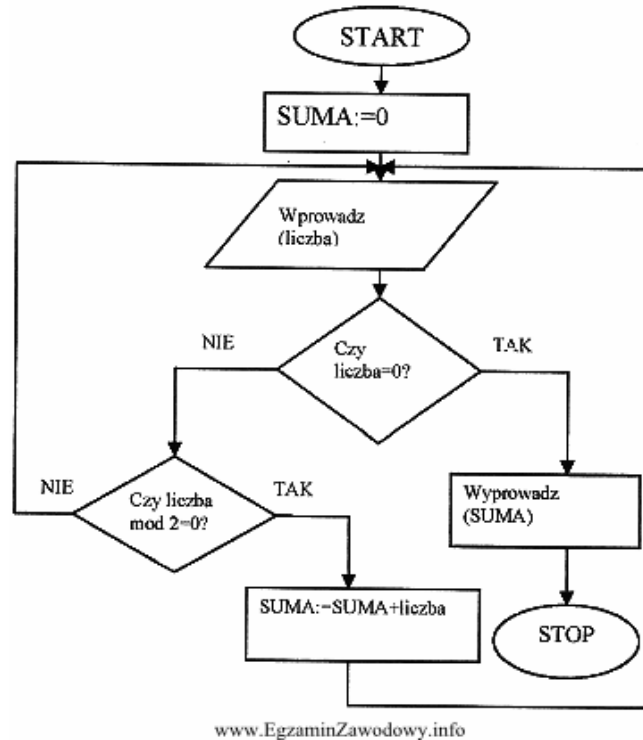 START
SUMA:=0
Wprowadz
(liczba)
NIE
Czy
liczba=0?
TAK
NIE
Czy liczba
mod 2=0?
TAK
Wyprowadz
(SUMA)
SUMA:=SUMA+liczba
STOP
www.EgzaminZawodowy.info